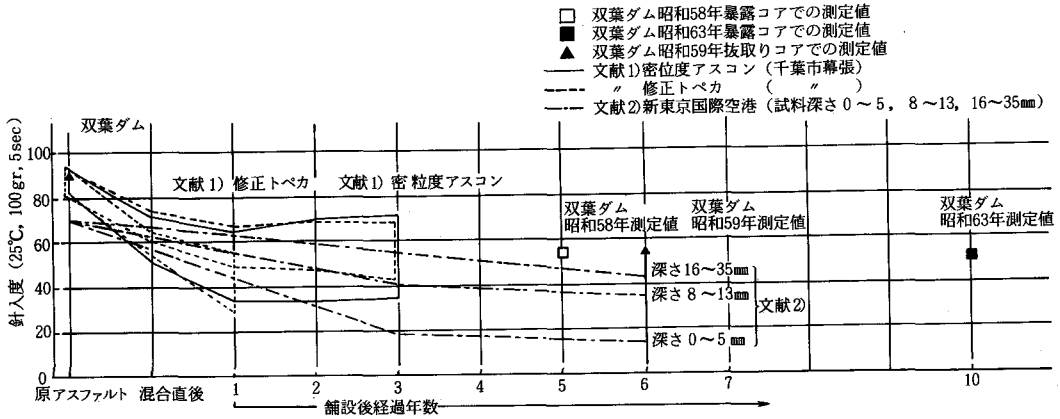 □ 双葉ダム昭和58年暴露コアでの測定値
■ 双葉ダム昭和63年暴露コアでの測定値
▲ 双葉ダム昭和59年抜取りコアでの測定値
文献1)密位度アスコン（千葉市幕張）
〃 修正トペカ （ 〃 ）
文献2)新東京国際空港（試料深さ0～5，8～13，16～35mm）
双葉ダム
文献1）修正トペカ
文献1）密粒度アスコン
双葉ダム
昭和58年測定値
双葉ダム
昭和59年測定値
双葉ダム
昭和63年測定値
深さ16～35mm
深さ 8～13mm
深さ 0～5 mm
文献2)
針入度（25℃, 100gr, 5sec）
100
80
60
40
20
0
原アスファルト 混合直後 1 2 3 4 5 6 7 10
舗設後経過年数